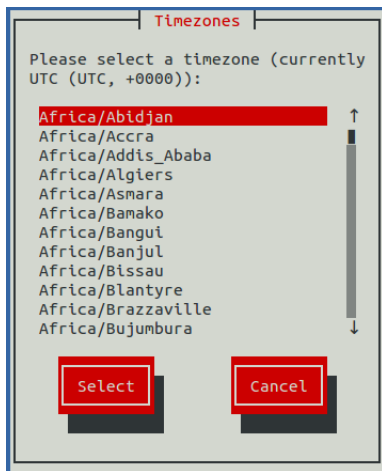 Timezones
Please select a timezone (currently
UTC (UTC, +0000)):
Africa/Abidjan
Africa/Accra
Africa/Addis_Ababa
Africa/Algiers
Africa/Asmara
Africa/Bamako
Africa/Bangui
Africa/Banjul
Africa/Bissau
Africa/Blantyre
Africa/Brazzaville
Africa/Bujumbura
Select Cancel